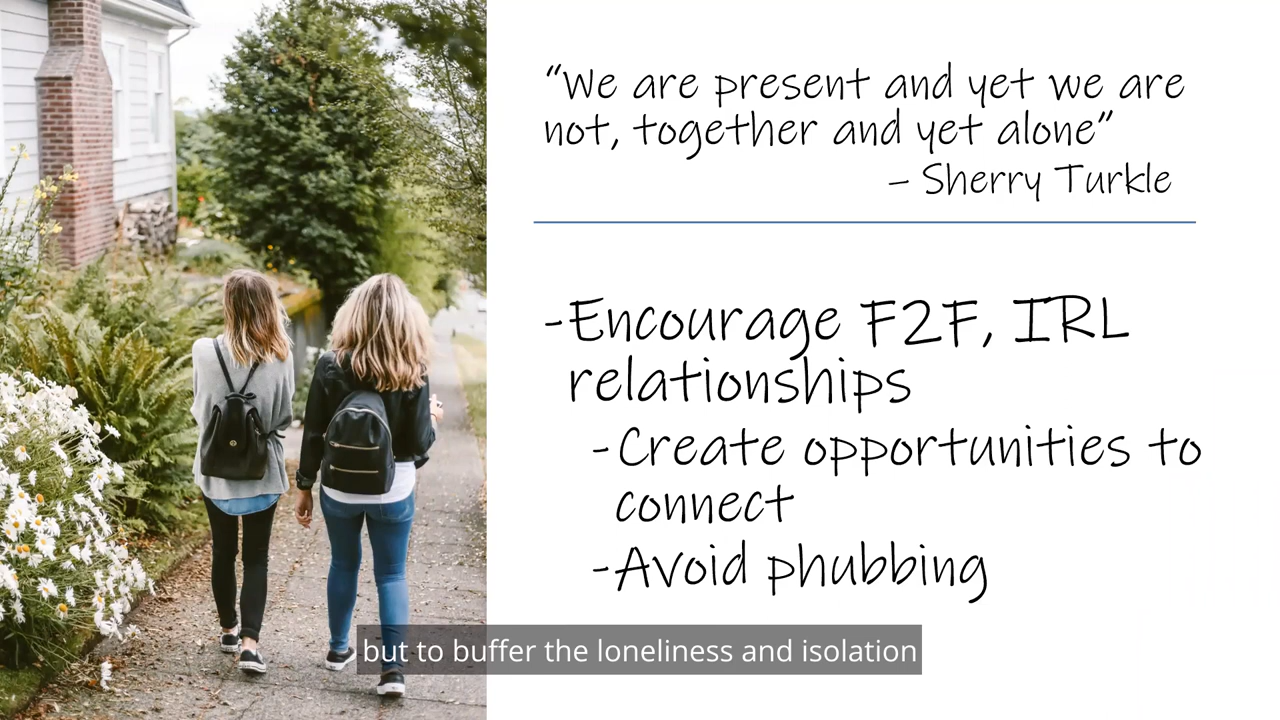 “We are present and yet we are
not, together and yet alone”
– Sherry Turkle
-Encourage F2F, IRL
relationships
-Create opportunities to
connect
-Avoid phubbing
but to buffer the loneliness and isolation